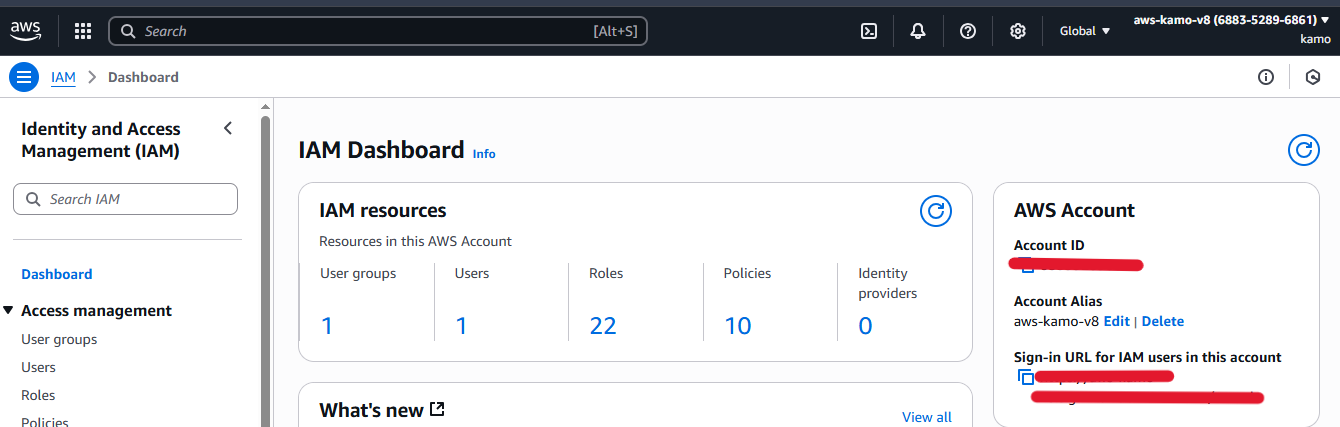 aws
Search
[Alt+S]
Global
aws-kamo-v8 (6883-5289-6861)
kamo
IAM
Dashboard
Identity and Access
Management (IAM)
Search IAM
Dashboard
Access management
User groups
Users
Roles
Policies
IAM Dashboard Info
IAM resources
Resources in this AWS Account
User groups
Users
Roles
Policies
Identity
providers
1
1
22
10
0
What's new
View all
AWS Account
Account ID
Account Alias
aws-kamo-v8 Edit | Delete
Sign-in URL for IAM users in this account